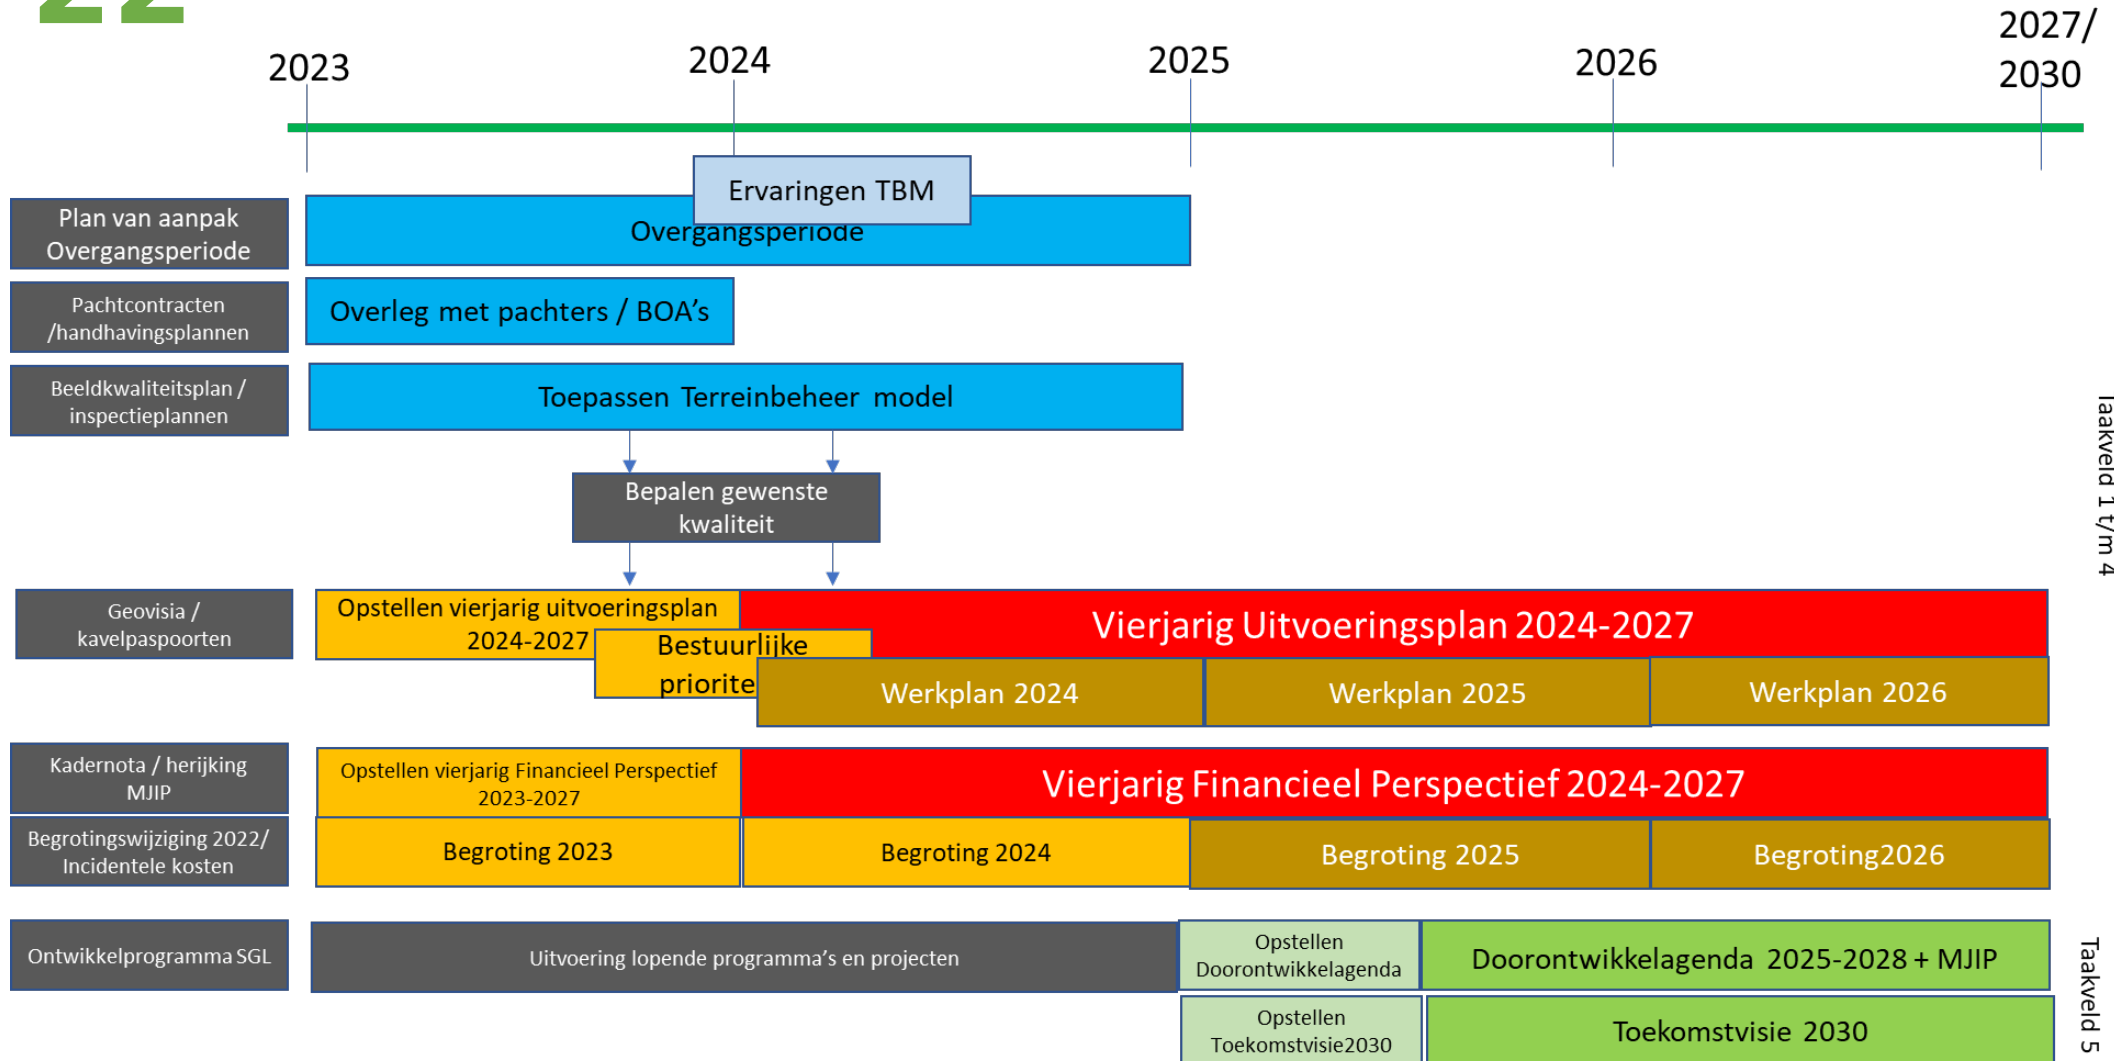 22
2023
2024
2025
2026
2027/
2030
Ervaringen TBM
Plan van aanpak
Overgangsperiode
Overgangsperiode
Pachtcontracten
/handhavingsplannen
Overleg met pachters / BOA's
Beeldkwaliteitsplan /
inspectieplannen
Toepassen Terreinbeheer model
Bepalen gewenste
kwaliteit
Taakveld 1 t/m 4
Geovisia /
kavelpaspoorten
Opstellen vierjarig uitvoeringsplan
2024-2027
Bestuurlijke
priorite
Vierjarig Uitvoeringsplan 2024-2027
Werkplan 2024
Werkplan 2025
Werkplan 2026
Kadernota / herijking
MJIP
Opstellen vierjarig Financieel Perspectief
2023-2027
Vierjarig Financieel Perspectief 2024-2027
Begrotingswijziging 2022/
Incidentele kosten
Begroting 2023
Begroting 2024
Begroting 2025
Begroting2026
Ontwikkelprogramma SGL
Uitvoering lopende programma's en projecten
Opstellen
Doorontwikkelagenda
Doorontwikkelagenda 2025-2028 + MJIP
Opstellen
Toekomstvisie2030
Toekomstvisie 2030
Taakveld 5